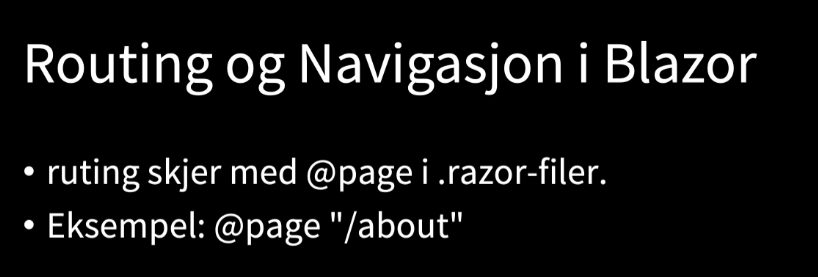 Routing og Navigasjon i Blazor
• ruting skjer med @page i .razor-filer.
• Eksempel: @page "/about"